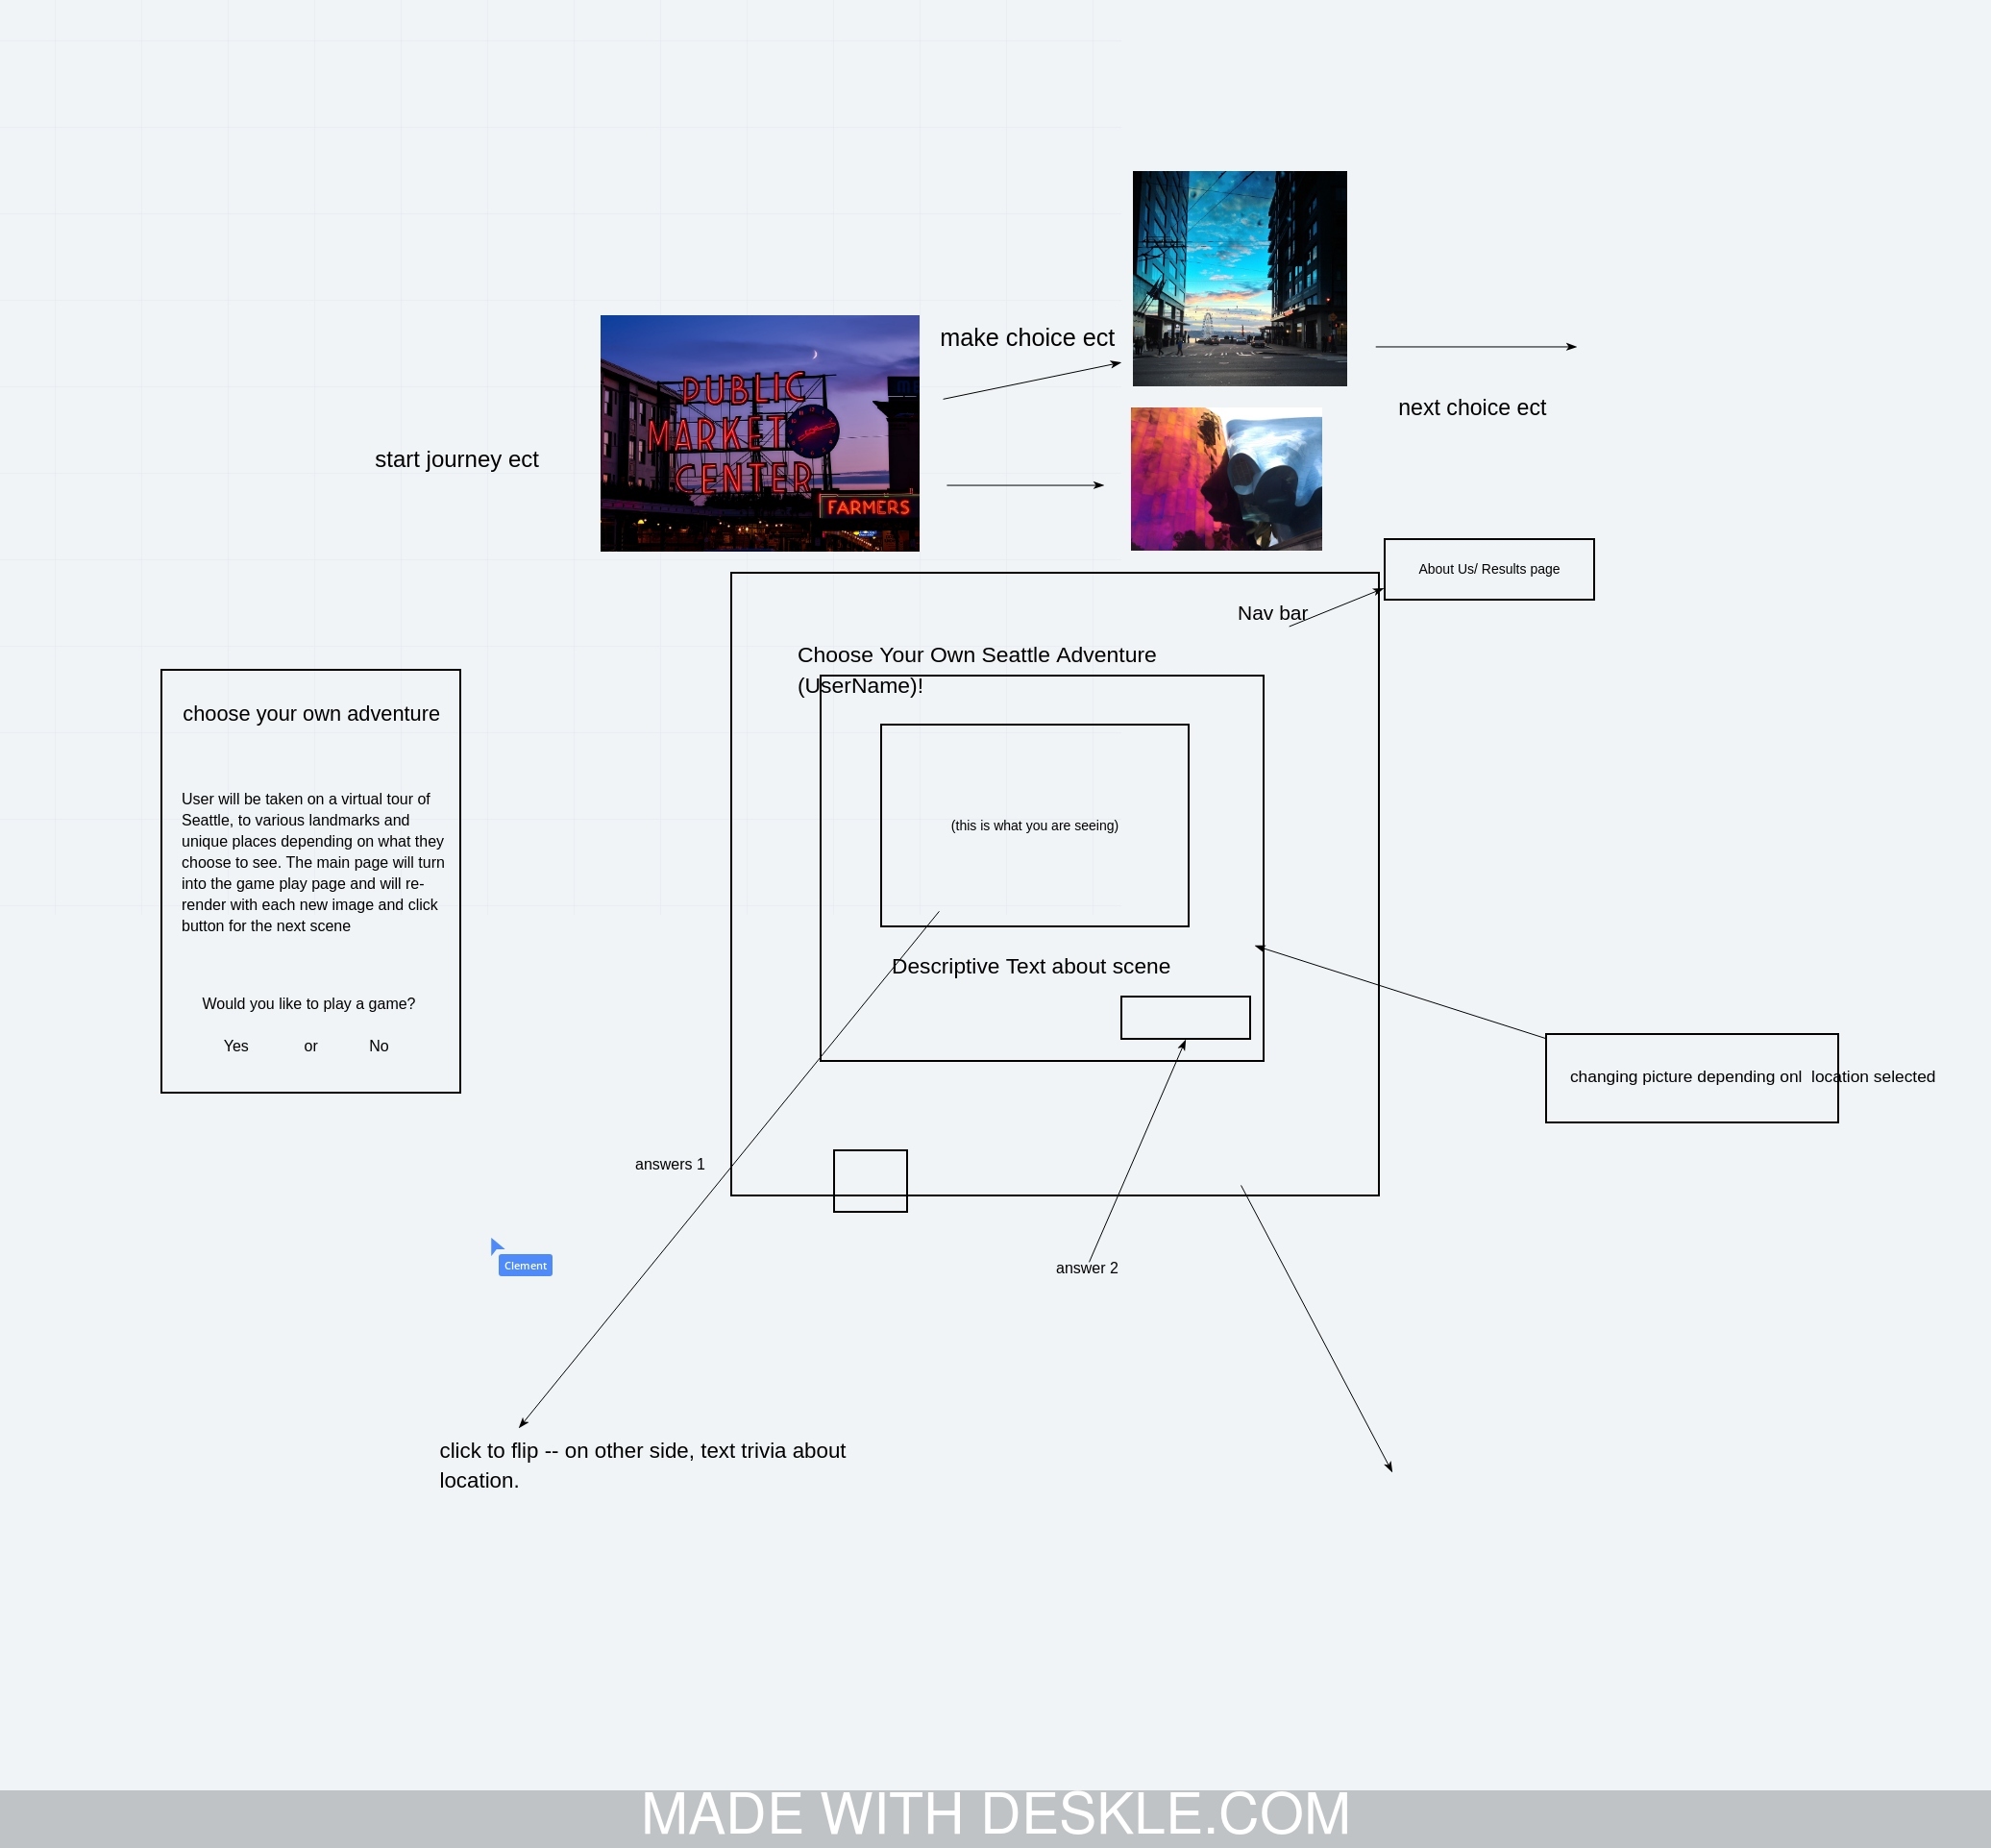 make choice ect
next choice ect
start journey ect
PUBLIC
MARKET
CENTER
FARMERS
About Us/ Results page
Nav bar
Choose Your Own Seattle Adventure
(UserName)!
choose your own adventure
User will be taken on a virtual tour of
Seattle, to various landmarks and
unique places depending on what they
choose to see. The main page will turn
into the game play page and will re-
render with each new image and click
button for the next scene
Would you like to play a game?
Yes or No
(this is what you are seeing)
Descriptive Text about scene
changing picture depending onl location selected
answers 1
answer 2
Clement
click to flip -- on other side, text trivia about
location.
MADE WITH DESKLE.COM